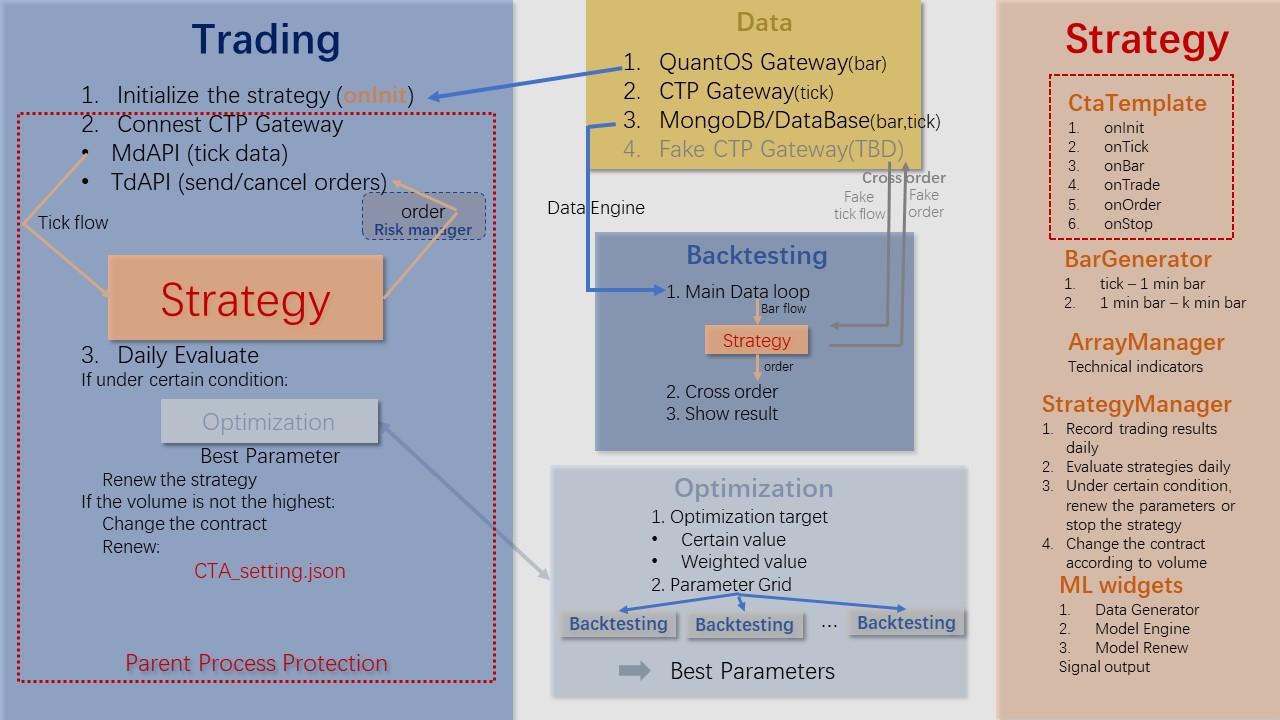 Trading
1. Initialize the strategy (onInit)
2. Connest CTP Gateway
• MdAPI (tick data)
• TdAPI (send/cancel orders)
Tick flow
order
Risk manager
Strategy
3. Daily Evaluate
If under certain condition:
Optimization
Best Parameter
Renew the strategy
If the volume is not the highest:
Change the contract
Renew:
CTA_setting.json
Parent Process Protection
Data
1. QuantOS Gateway(bar)
2. CTP Gateway(tick)
3. MongoDB/DataBase(bar,tick)
4. Fake CTP Gateway(TBD)
Cross order
Fake
tick flow
Fake
order
Data Engine
Backtesting
1. Main Data loop
Bar flow
Strategy
order
2. Cross order
3. Show result
Optimization
1. Optimization target
• Certain value
• Weighted value
2. Parameter Grid
Backtesting Backtesting ... Backtesting
Best Parameters
Strategy
CtaTemplate
1. onInit
2. onTick
3. onBar
4. onTrade
5. onOrder
6. onStop
BarGenerator
1. tick – 1 min bar
2. 1 min bar – k min bar
ArrayManager
Technical indicators
StrategyManager
1. Record trading results
daily
2. Evaluate strategies daily
3. Under certain condition,
renew the parameters or
stop the strategy
4. Change the contract
according to volume
ML widgets
1. Data Generator
2. Model Engine
3. Model Renew
Signal output